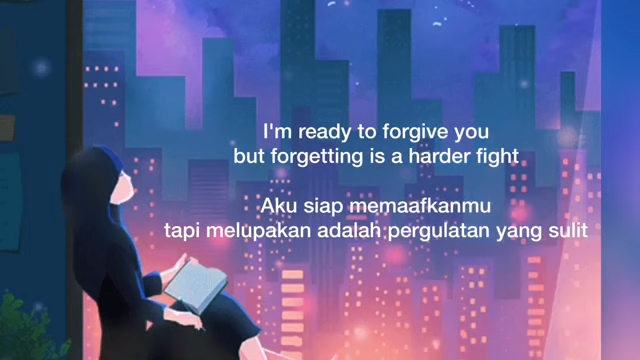 I'm ready to forgive you
but forgetting is a harder fight
Aku siap memaafkanmu
tapi melupakan adalah pergulatan yang sulit